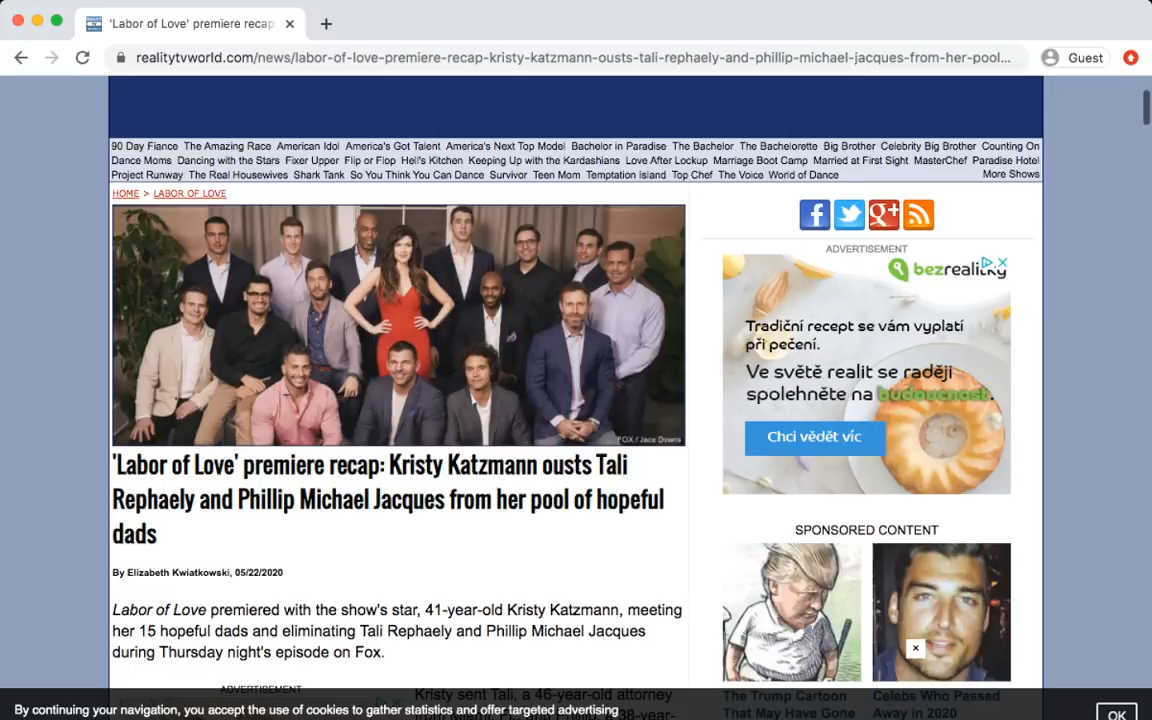 'Labor of Love' premiere recap
Guest
realitytvworld.com/news/labor-of-love-premiere-recap-kristy-katzmann-ousts-tali-rephaely-and-phillip-michael-jacques-from-her-pool...
90 Day Fiance The Amazing Race American Idol America's Got Talent America's Next Top Model Bachelor in Paradise The Bachelor The Bachelorette Big Brother Celebrity Big Brother Counting On
Dance Moms Dancing with the Stars Fixer Upper Flip or Flop Hell's Kitchen Keeping Up with the Kardashians Love After Lockup Marriage Boot Camp Married at First Sight MasterChef Paradise Hotel
Project Runway The Real Housewives Shark Tank So You Think You Can Dance Survivor Teen Mom Temptation Island Top Chef The Voice World of Dance More Shows
HOME > LABOR OF LOVE
FOX / Jace Downs
'Labor of Love' premiere recap: Kristy Katzmann ousts Tali
Rephaely and Phillip Michael Jacques from her pool of hopeful
dads
By Elizabeth Kwiatkowski, 05/22/2020
Labor of Love premiered with the show's star, 41-year-old Kristy Katzmann, meeting
her 15 hopeful dads and eliminating Tali Rephaely and Phillip Michael Jacques
during Thursday night's episode on Fox.
ADVERTISEMENT
Kristy sent Tali, a 46-year-old attorney
ADVERTISEMENT
bezrealitky
Tradiční recept se vám vyplatí
při pečení.
Ve světě realit se raději
spolehněte na budoucnost.
Chci vědět víc
SPONSORED CONTENT
The Trump Cartoon
That May Have Gone
Celebs Who Passed
Away in 2020
By continuing your navigation, you accept the use of cookies to gather statistics and offer targeted advertising
OK